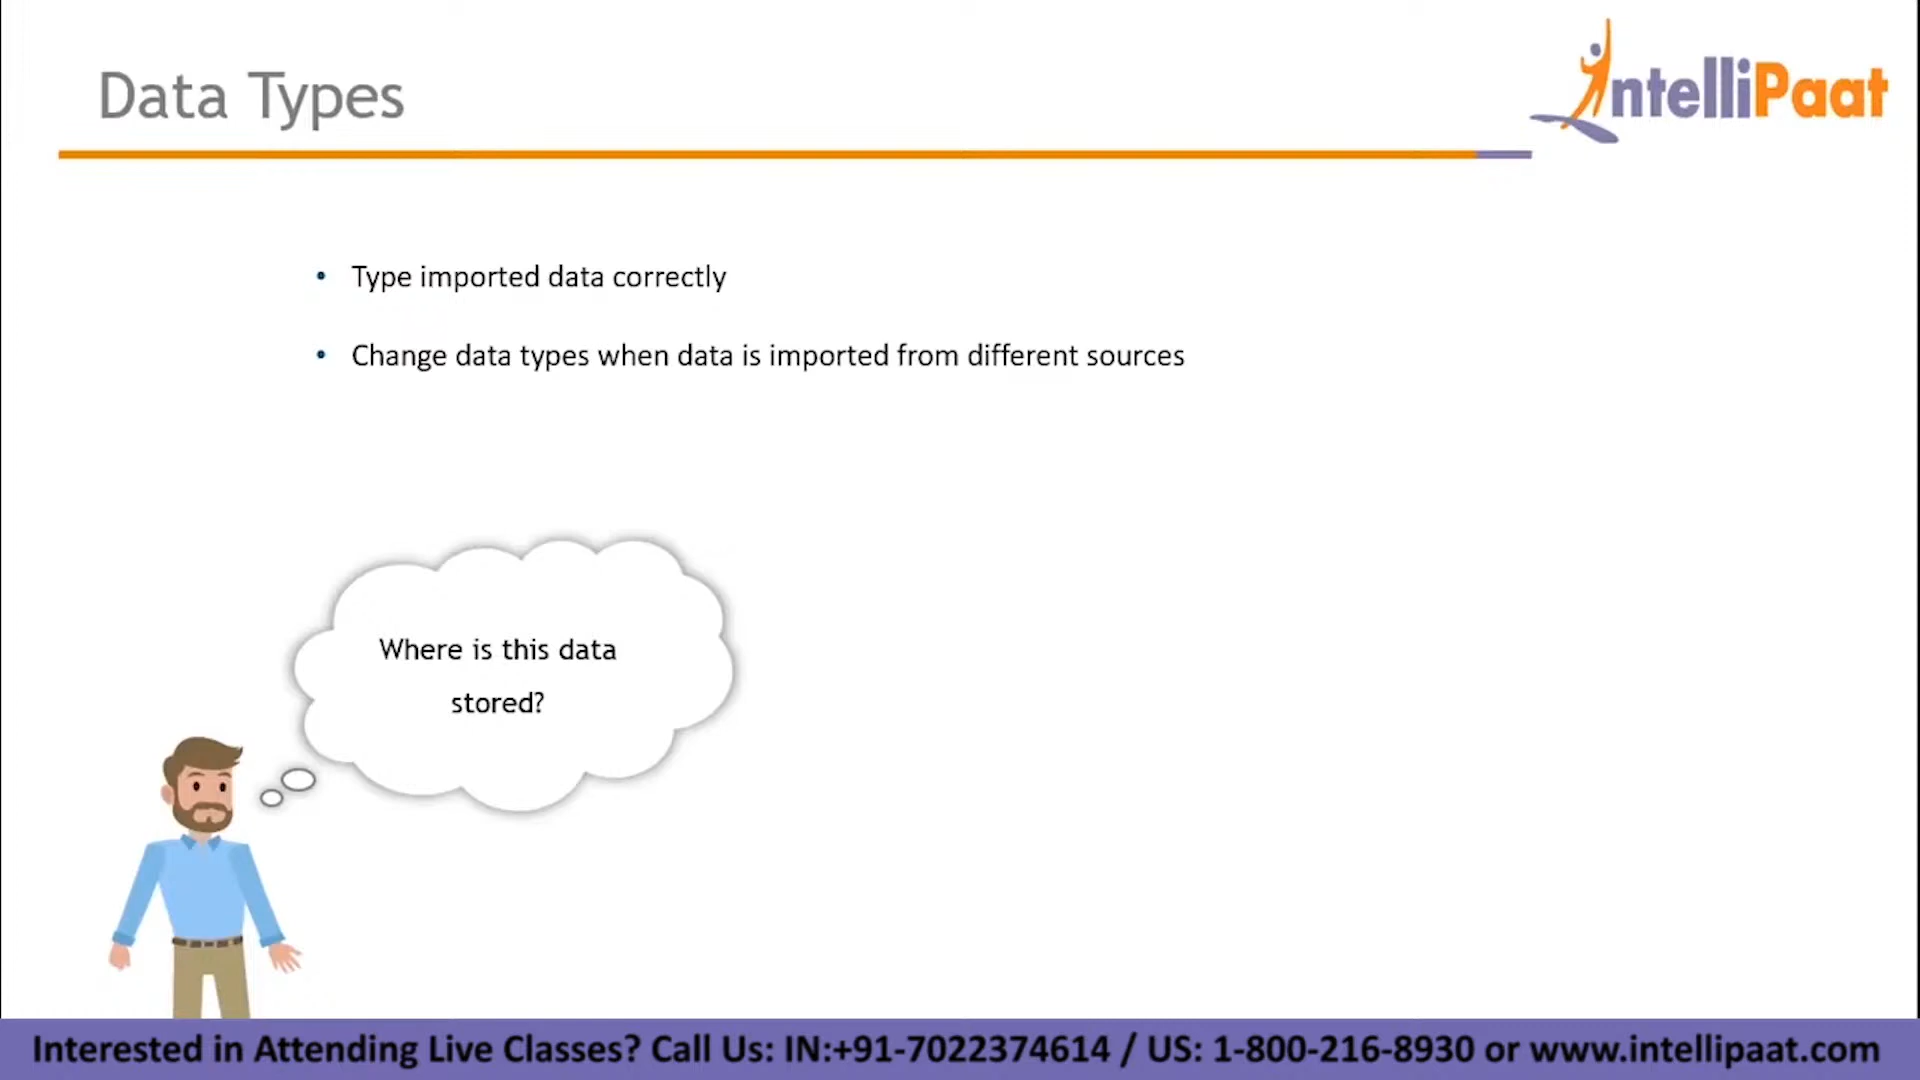 Data Types
IntelliPaat
• Type imported data correctly
• Change data types when data is imported from different sources
Where is this data
stored?
Interested in Attending Live Classes? Call Us: IN:+91-7022374614 / US: 1-800-216-8930 or www.intellipaat.com